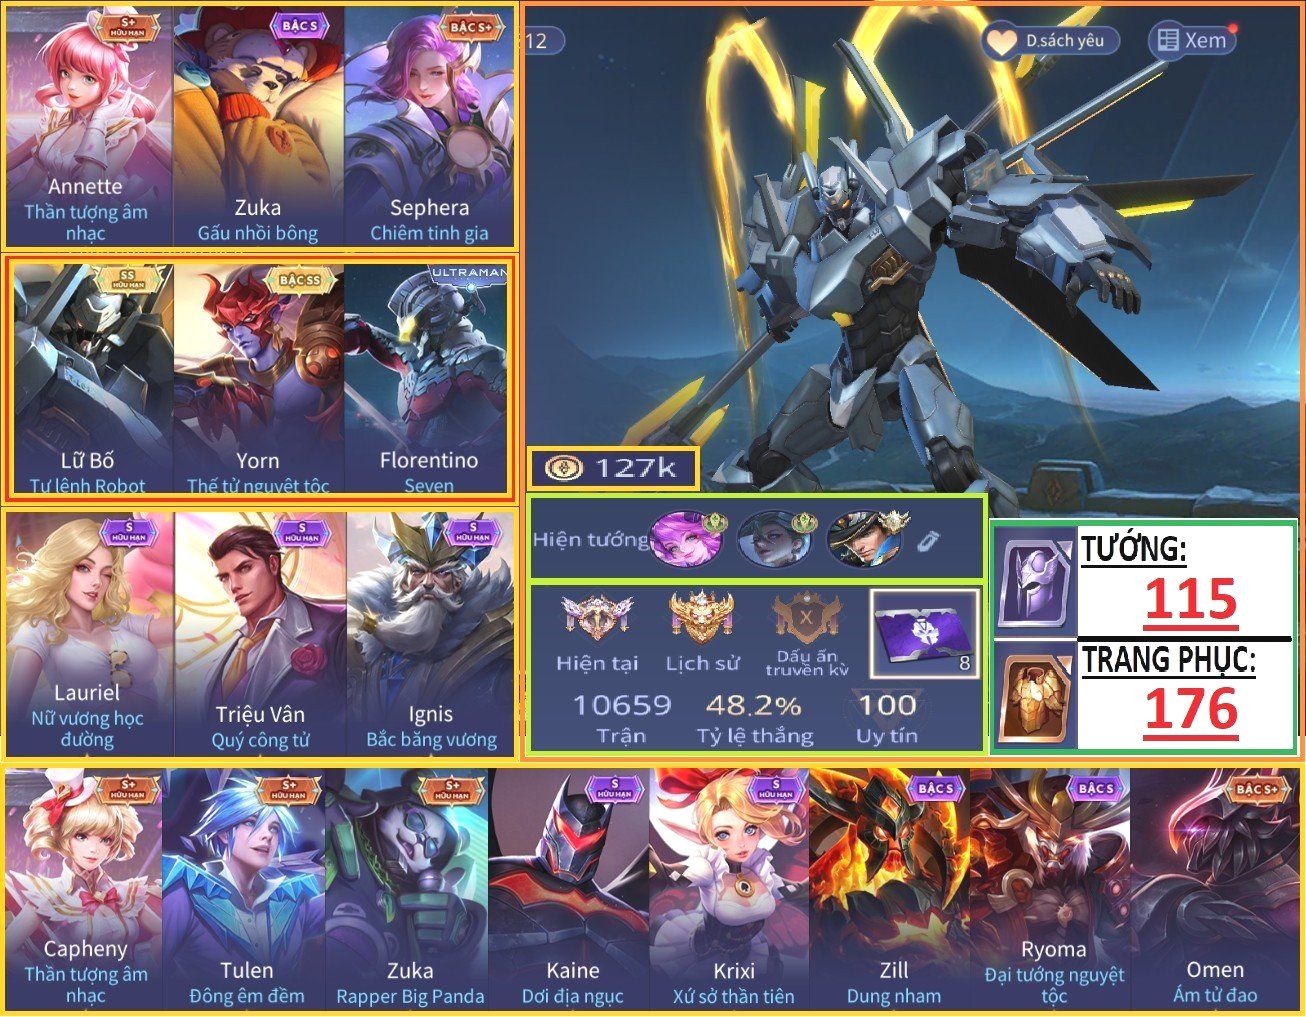 S+
HỮU HẠN
Annette
Thần tượng âm
nhạc
BẬC S
Zuka
Gấu nhồi bông
BẬC S+
Sephera
Chiêm tinh gia
12
D.sách yêu
Xem
SS
HỮU HẠN
Lữ Bố
Tư lệnh Robot
BẬC SS
Yorn
Thế tử nguyệt tộc
ULTRAMAN
Florentino
Seven
127k
Hiện tướng
Hiện tại
Lịch sử
X
Dấu ấn
truyền kỳ
8
10659
Trận
48.2%
Tỷ lệ thắng
100
Uy tín
TƯỚNG:
115
TRANG PHỤC:
176
S
HỮU HẠN
Lauriel
Nữ vương học
đường
S
HỮU HẠN
Triệu Vân
Quý công tử
S
HỮU HẠN
Ignis
Bắc băng vương
S+
HỮU HẠN
Capheny
Thần tượng âm
nhạc
S+
HỮU HẠN
Tulen
Đông êm đềm
S+
HỮU HẠN
Zuka
Rapper Big Panda
S
HỮU HẠN
Kaine
Dơi địa ngục
S
HỮU HẠN
Krixi
Xứ sở thần tiên
BẬC S
Zill
Dung nham
BẬC S
Ryoma
Đại tướng nguyệt
tộc
BẬC S+
Omen
Ám tử đao